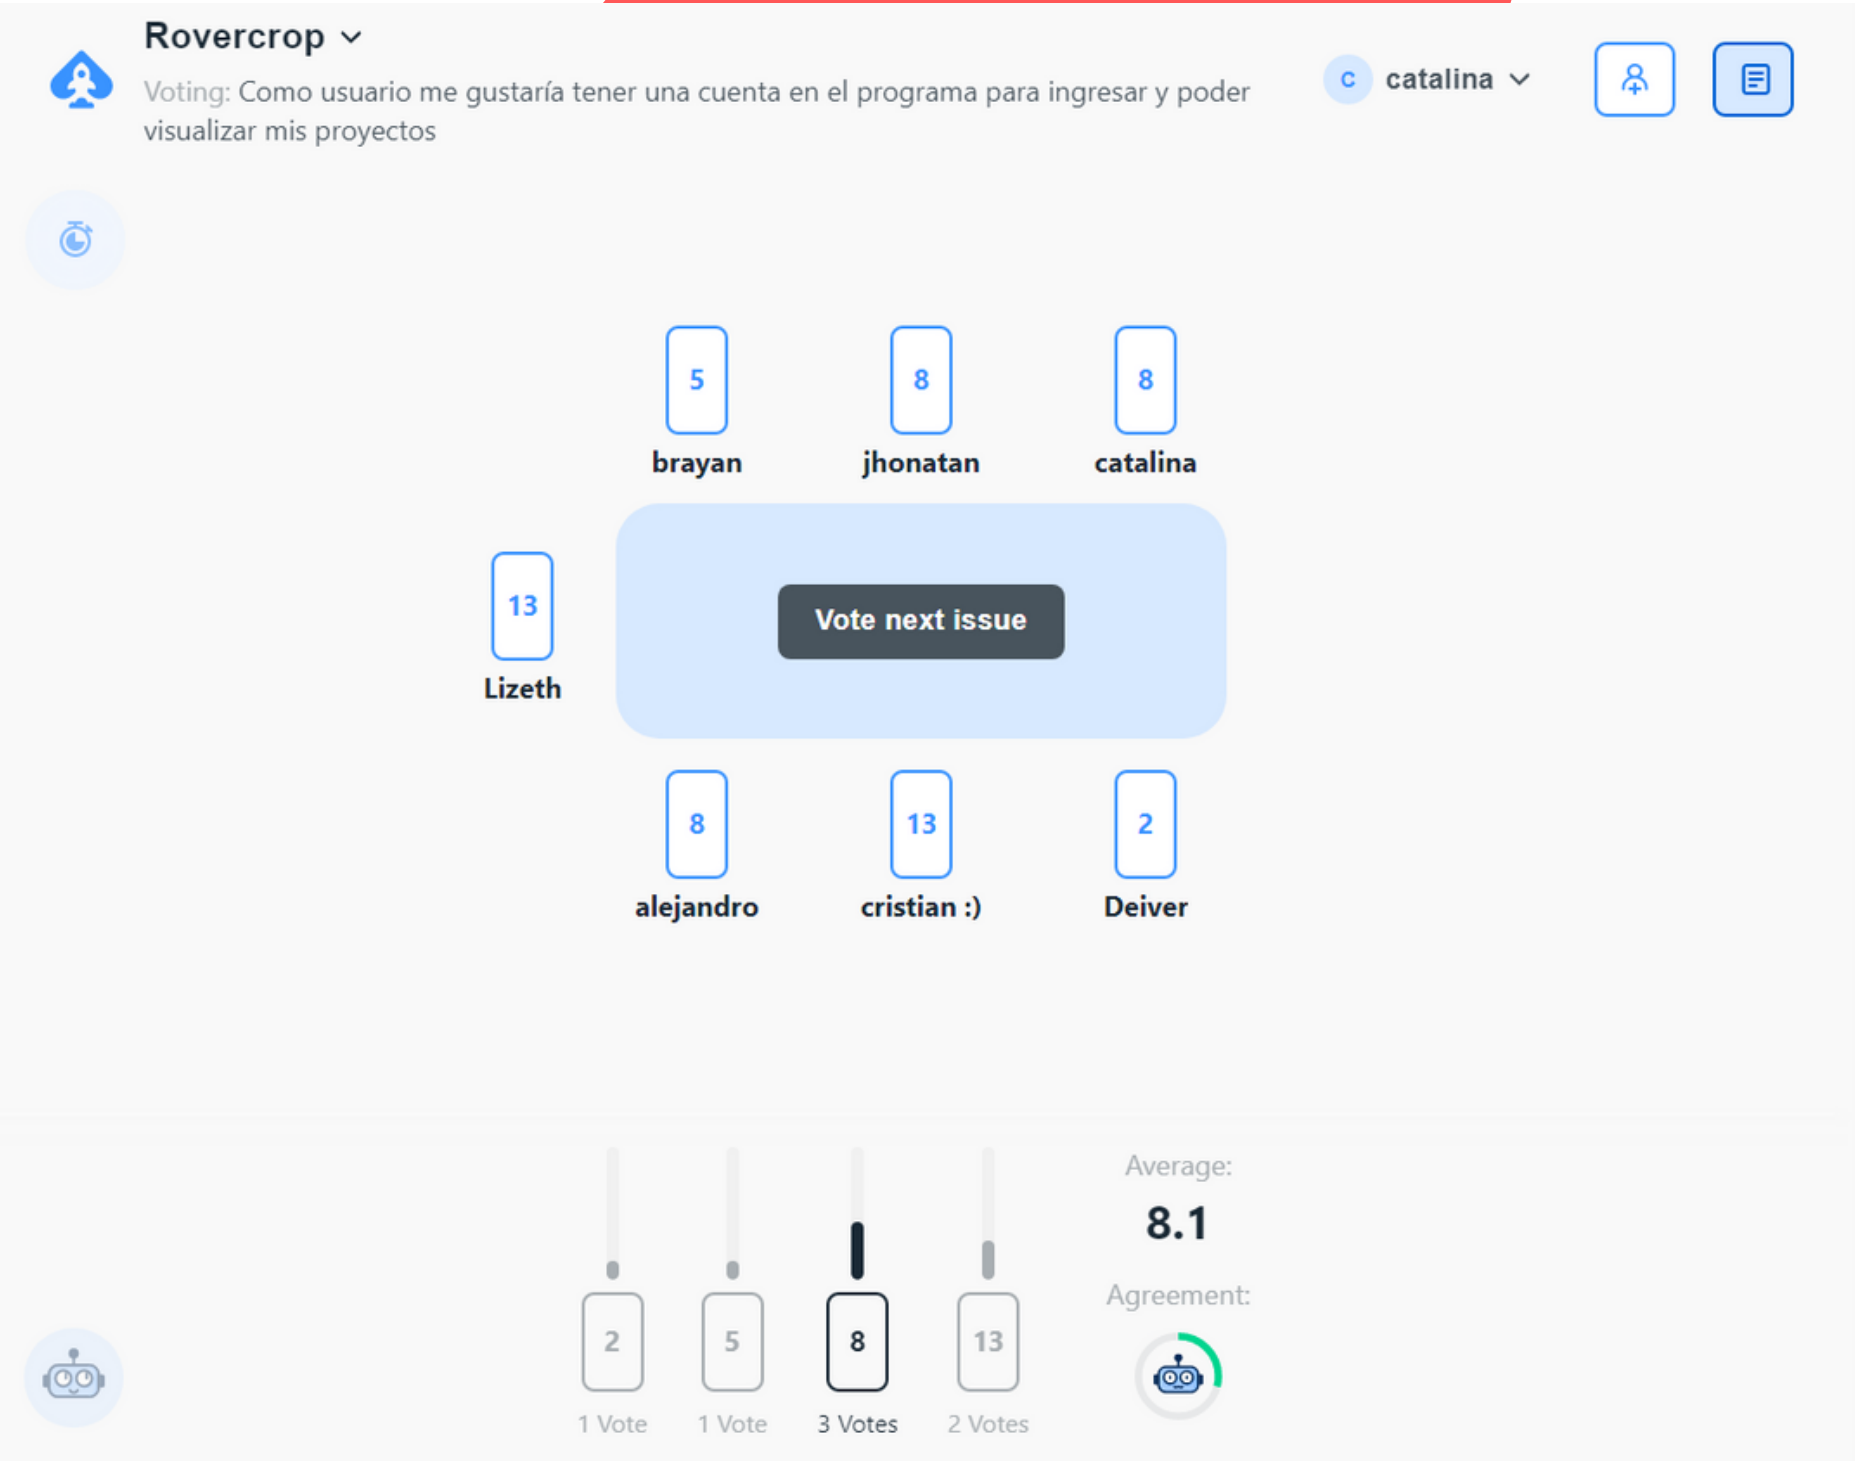 Rovercrop
Voting: Como usuario me gustaría tener una cuenta en el programa para ingresar y poder
visualizar mis proyectos
C catalina
5 8 8
brayan jhonatan catalina
13
Lizeth
Vote next issue
8 13 2
alejandro cristian :) Deiver
Average:
8.1
Agreement:
2 5 8 13
1 Vote 1 Vote 3 Votes 2 Votes